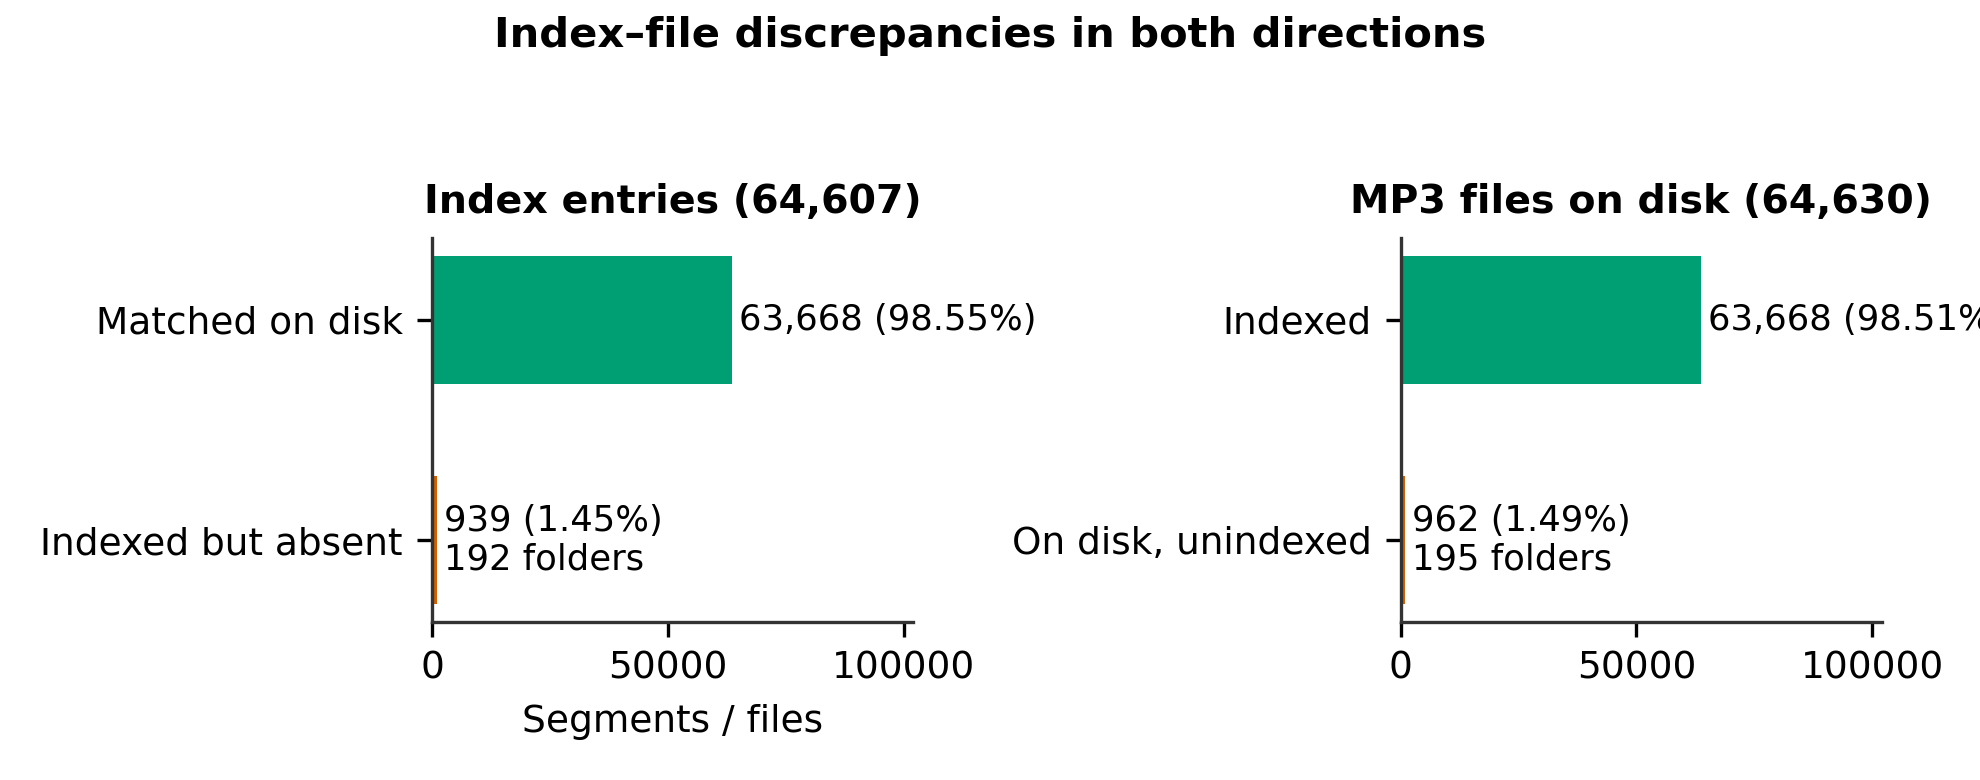 Index–file discrepancies in both directions
Index entries (64,607)
Matched on disk
63,668 (98.55%)
Indexed but absent
939 (1.45%)
192 folders
0
50000
100000
Segments / files
MP3 files on disk (64,630)
Indexed
63,668 (98.51%
On disk, unindexed
962 (1.49%)
195 folders
0
50000
100000